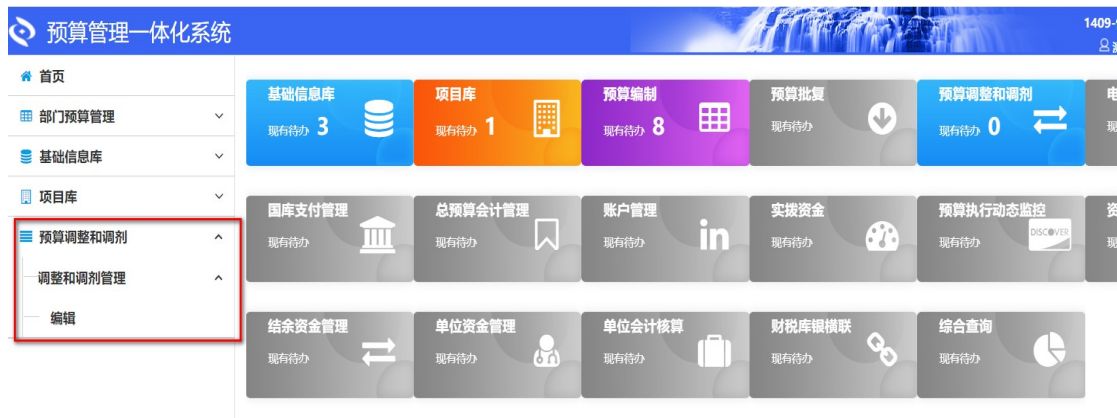 预算管理一体化系统
1409-
首页
部门预算管理
基础信息库
项目库
预算调整和调剂
调整和调剂管理
编辑
基础信息库
现有待办 3
项目库
现有待办 1
预算编制
现有待办 8
预算批复
现有待办
预算调整和调剂
现有待办 0
电
现
国库支付管理
现有待办
总预算会计管理
现有待办
账户管理
现有待办
in
实拨资金
现有待办
预算执行动态监控
现有待办
DISCOVER
资
现
结余资金管理
现有待办
单位资金管理
现有待办
单位会计核算
现有待办
财税库银横联
现有待办
综合查询
现有待办